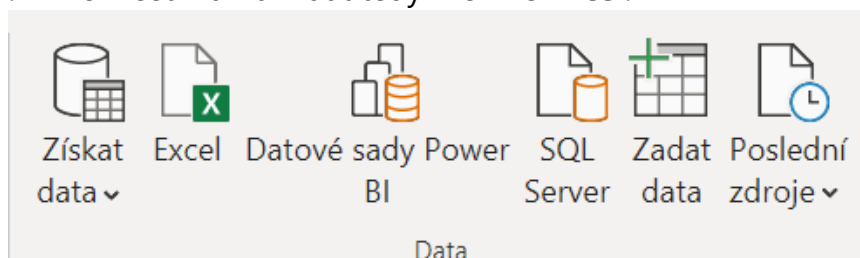 X
Získat Excel Datové sady Power SQL Zadat Poslední
data BI Server data zdroje
Data